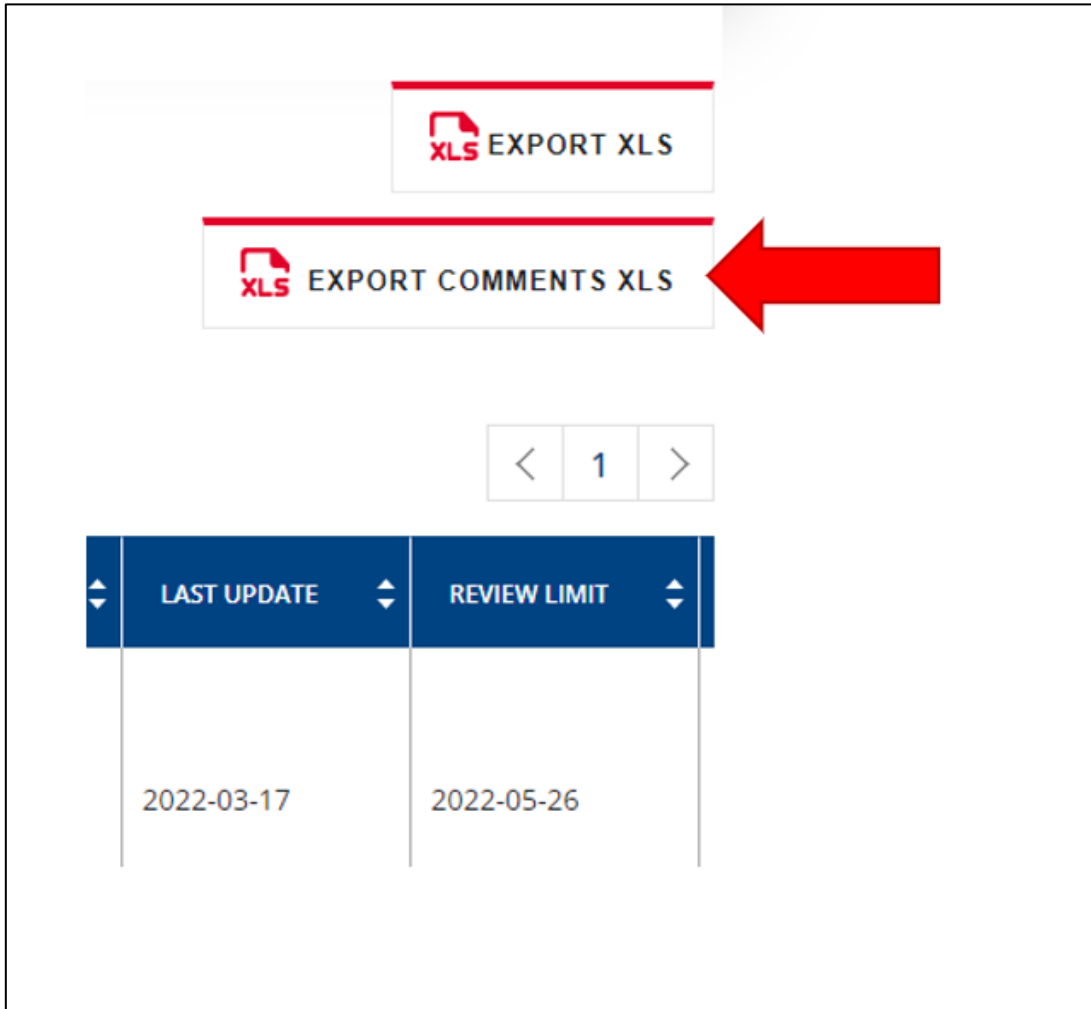 XLS EXPORT XLS
XLS EXPORT COMMENTS XLS
1
LAST UPDATE REVIEW LIMIT
2022-03-17 2022-05-26